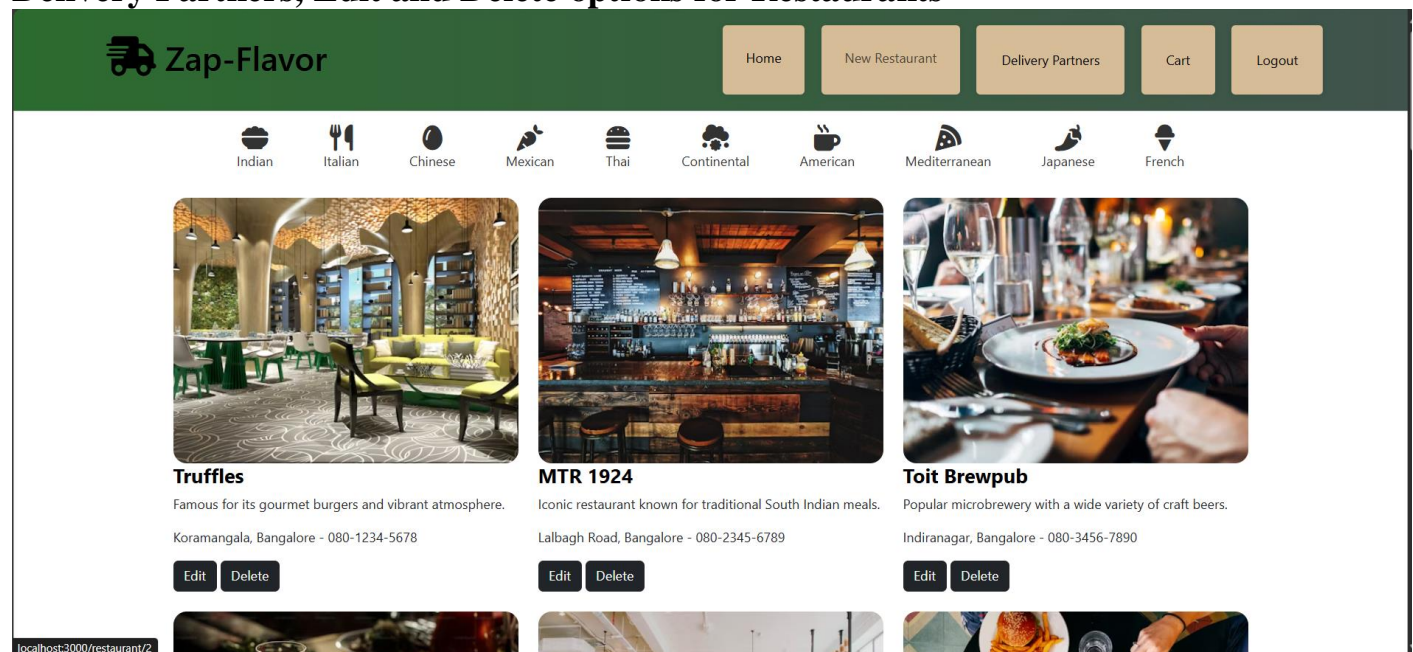 Delivery Partners, Edit and Delete options for Restaurants
Zap-Flavor
Home New Restaurant Delivery Partners Cart Logout
Indian Italian Chinese Mexican Thai Continental American Mediterranean Japanese French
Truffles
Famous for its gourmet burgers and vibrant atmosphere.
Koramangala, Bangalore - 080-1234-5678
Edit Delete
MTR 1924
Iconic restaurant known for traditional South Indian meals.
Lalbagh Road, Bangalore - 080-2345-6789
Edit Delete
Toit Brewpub
Popular microbrewery with a wide variety of craft beers.
Indiranagar, Bangalore - 080-3456-7890
Edit Delete
localhost:3000/restaurant/2